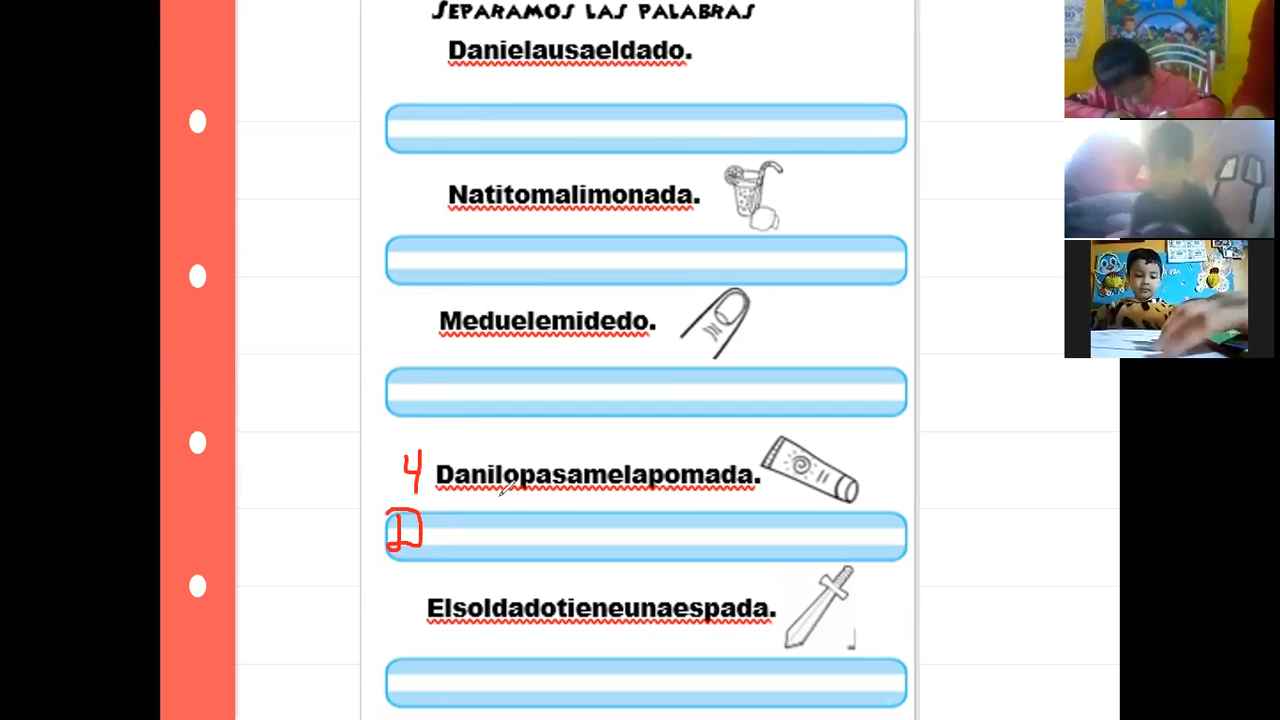 Separamos las palabras
Danielausaeldado.
Natitomalimonada.
Meduelemidedo.
4 Danilopasamelapomada.
D
Elsoldadotieneunaespada.